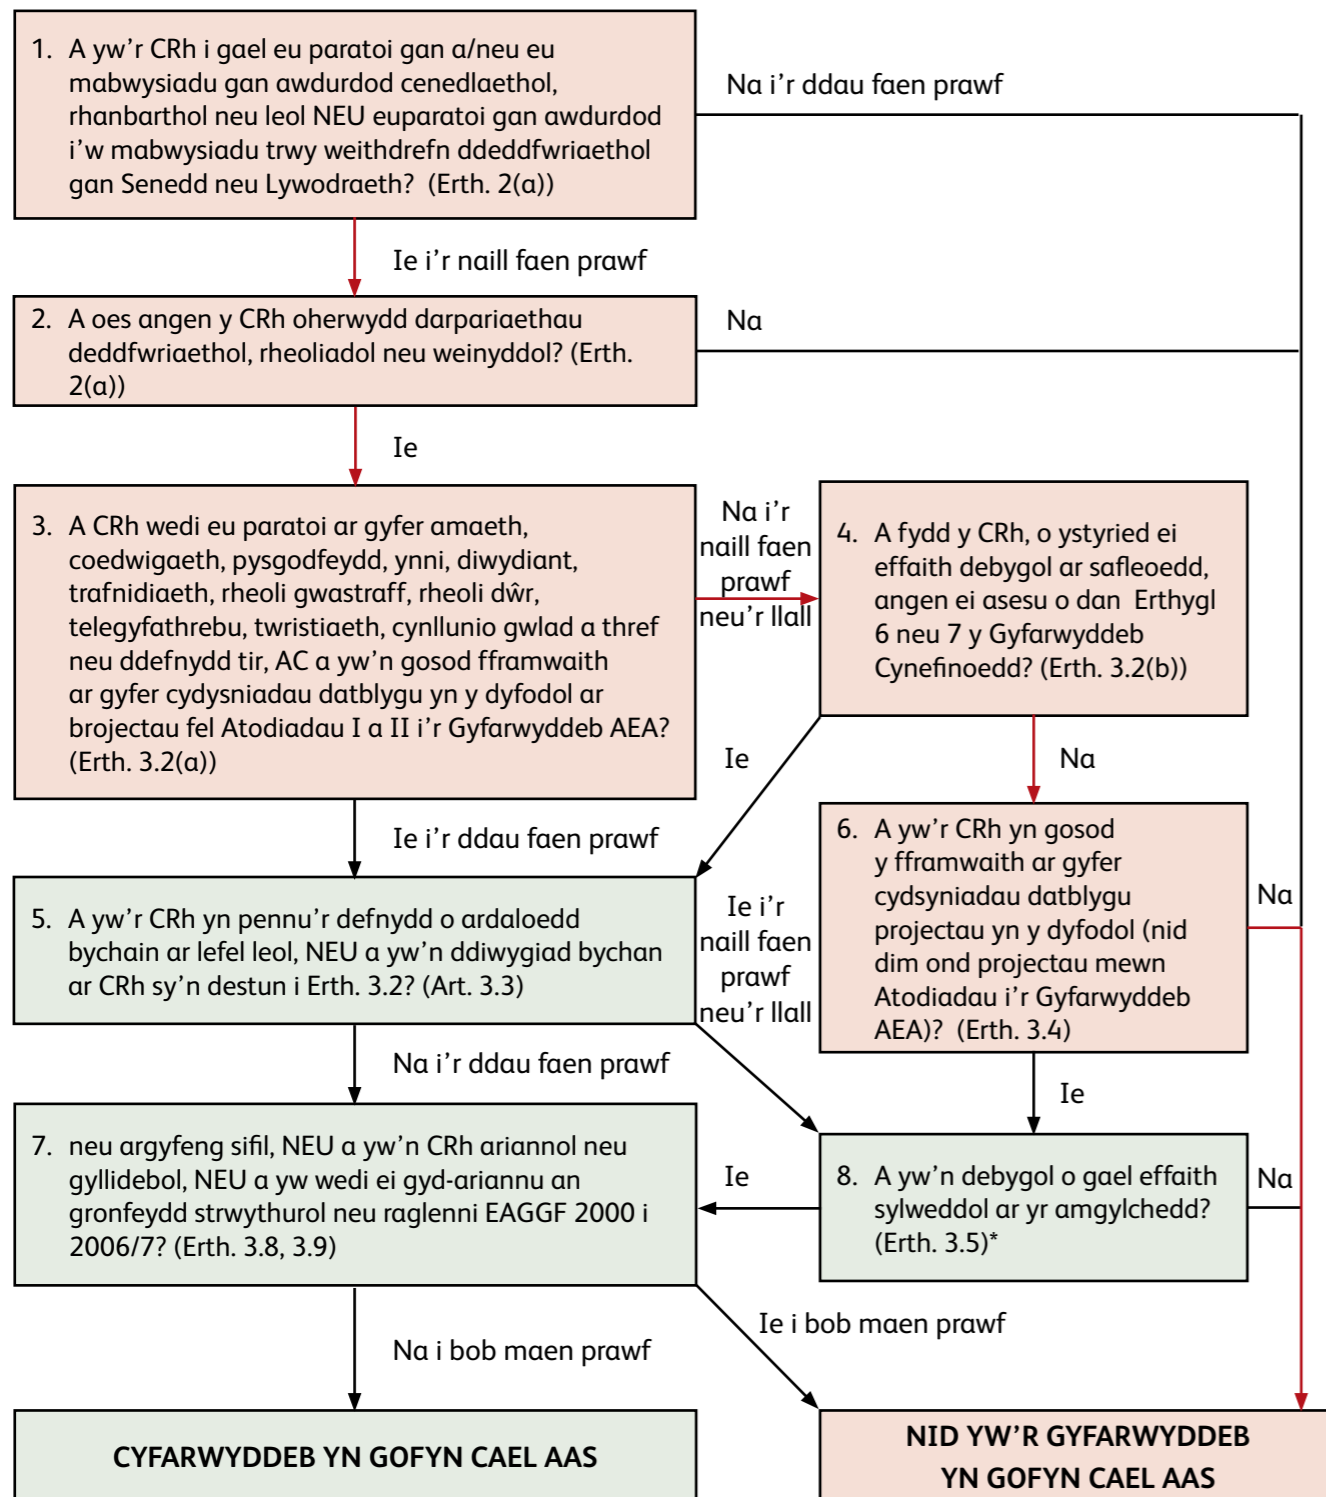 1. A yw'r CRh i gael eu paratoi gan a/neu eu
mabwysiadu gan awdurdod cenedlaethol,
rhanbarthol neu leol NEU euparatoi gan awdurdod
i'w mabwysiadu trwy weithdrefn ddeddfwriaethol
gan Senedd neu Lywodraeth? (Erth. 2(a))
Na i'r ddau faen prawf
Ie i'r naill faen prawf
2. A oes angen y CRh oherwydd darpariaethau
deddfwriaethol, rheoliadol neu weinyddol? (Erth.
2(a))
Na
Ie
3. A CRh wedi eu paratoi ar gyfer amaeth,
coedwigaeth, pysgodfeydd, ynni, diwydiant,
trafnidiaeth, rheoli gwastraff, rheoli dŵr,
telegyfathrebu, twristiaeth, cynllunio gwlad a thref
neu ddefnydd tir, AC a yw'n gosod fframwaith
ar gyfer cydysniadau datblygu yn y dyfodol ar
brojectau fel Atodiadau I a II i'r Gyfarwyddeb AEA?
(Erth. 3.2(a))
Na i'r
naill faen
prawf
neu'r llall
4. A fydd y CRh, o ystyried ei
effaith debygol ar safleoedd,
angen ei asesu o dan Erthygl
6 neu 7 y Gyfarwyddeb
Cynefinoedd? (Erth. 3.2(b))
Ie
Na
Ie i'r ddau faen prawf
6. A yw'r CRh yn gosod
y fframwaith ar gyfer
cydsyniadau datblygu
projectau yn y dyfodol (nid
dim ond projectau mewn
Atodiadau i'r Gyfarwyddeb
AEA)? (Erth. 3.4)
Na
5. A yw'r CRh yn pennu'r defnydd o ardaloedd
bychain ar lefel leol, NEU a yw'n ddiwygiad bychan
ar CRh sy'n destun i Erth. 3.2? (Art. 3.3)
Ie i'r
naill faen
prawf
neu'r llall
Na i'r ddau faen prawf
Ie
7. neu argyfeng sifil, NEU a yw'n CRh ariannol neu
gyllidebol, NEU a yw wedi ei gyd-ariannu an
gronfeydd strwythurol neu raglenni EAGGF 2000 i
2006/7? (Erth. 3.8, 3.9)
Ie
8. A yw'n debygol o gael effaith
sylweddol ar yr amgylchedd?
(Erth. 3.5)*
Na
Ie i bob maen prawf
Na i bob maen prawf
CYFARWYDDEB YN GOFYN CAEL AAS
NID YW'R GYFARWYDDEB
YN GOFYN CAEL AAS